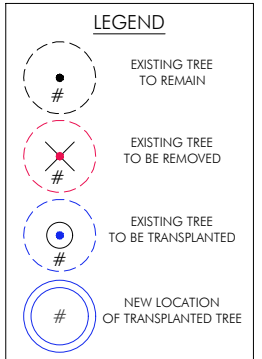 LEGEND
#
EXISTING TREE
TO REMAIN
#
EXISTING TREE
TO BE REMOVED
#
EXISTING TREE
TO BE TRANSPLANTED
#
NEW LOCATION
OF TRANSPLANTED TREE